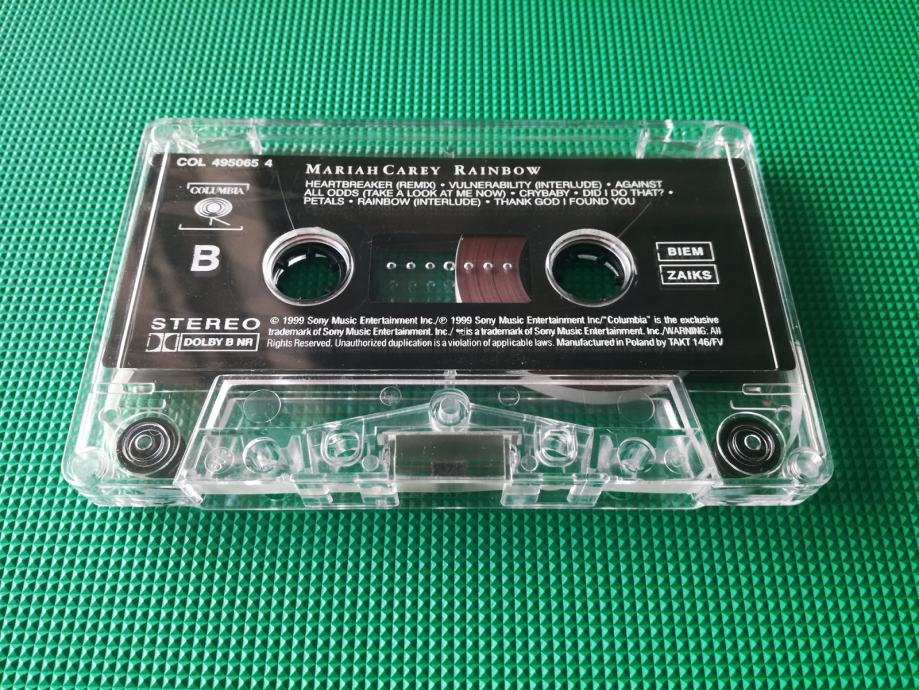 COL 495065 4
MARIAH CAREY RAINBOW
COLUMBIA
HEARTBREAKER (REMIX) • VULNERABILITY (INTERLUDE) • AGAINST
ALL ODDS (TAKE A LOOK AT ME NOW) • CRYBABY • DID I DO THAT? •
PETALS • RAINBOW (INTERLUDE) • THANK GOD I FOUND YOU
B
BIEM
ZAIKS
STEREO
DOLBY B NR
© 1999 Sony Music Entertainment Inc./℗ 1999 Sony Music Entertainment Inc/"Columbia" is the exclusive
trademark of Sony Music Entertainment. Inc./ is a trademark of Sony Music Entertainment. Inc./WARNING: All
Rights Reserved. Unauthorized duplication is a violation of applicable laws. Manufactured in Poland by TAKT 146/FV